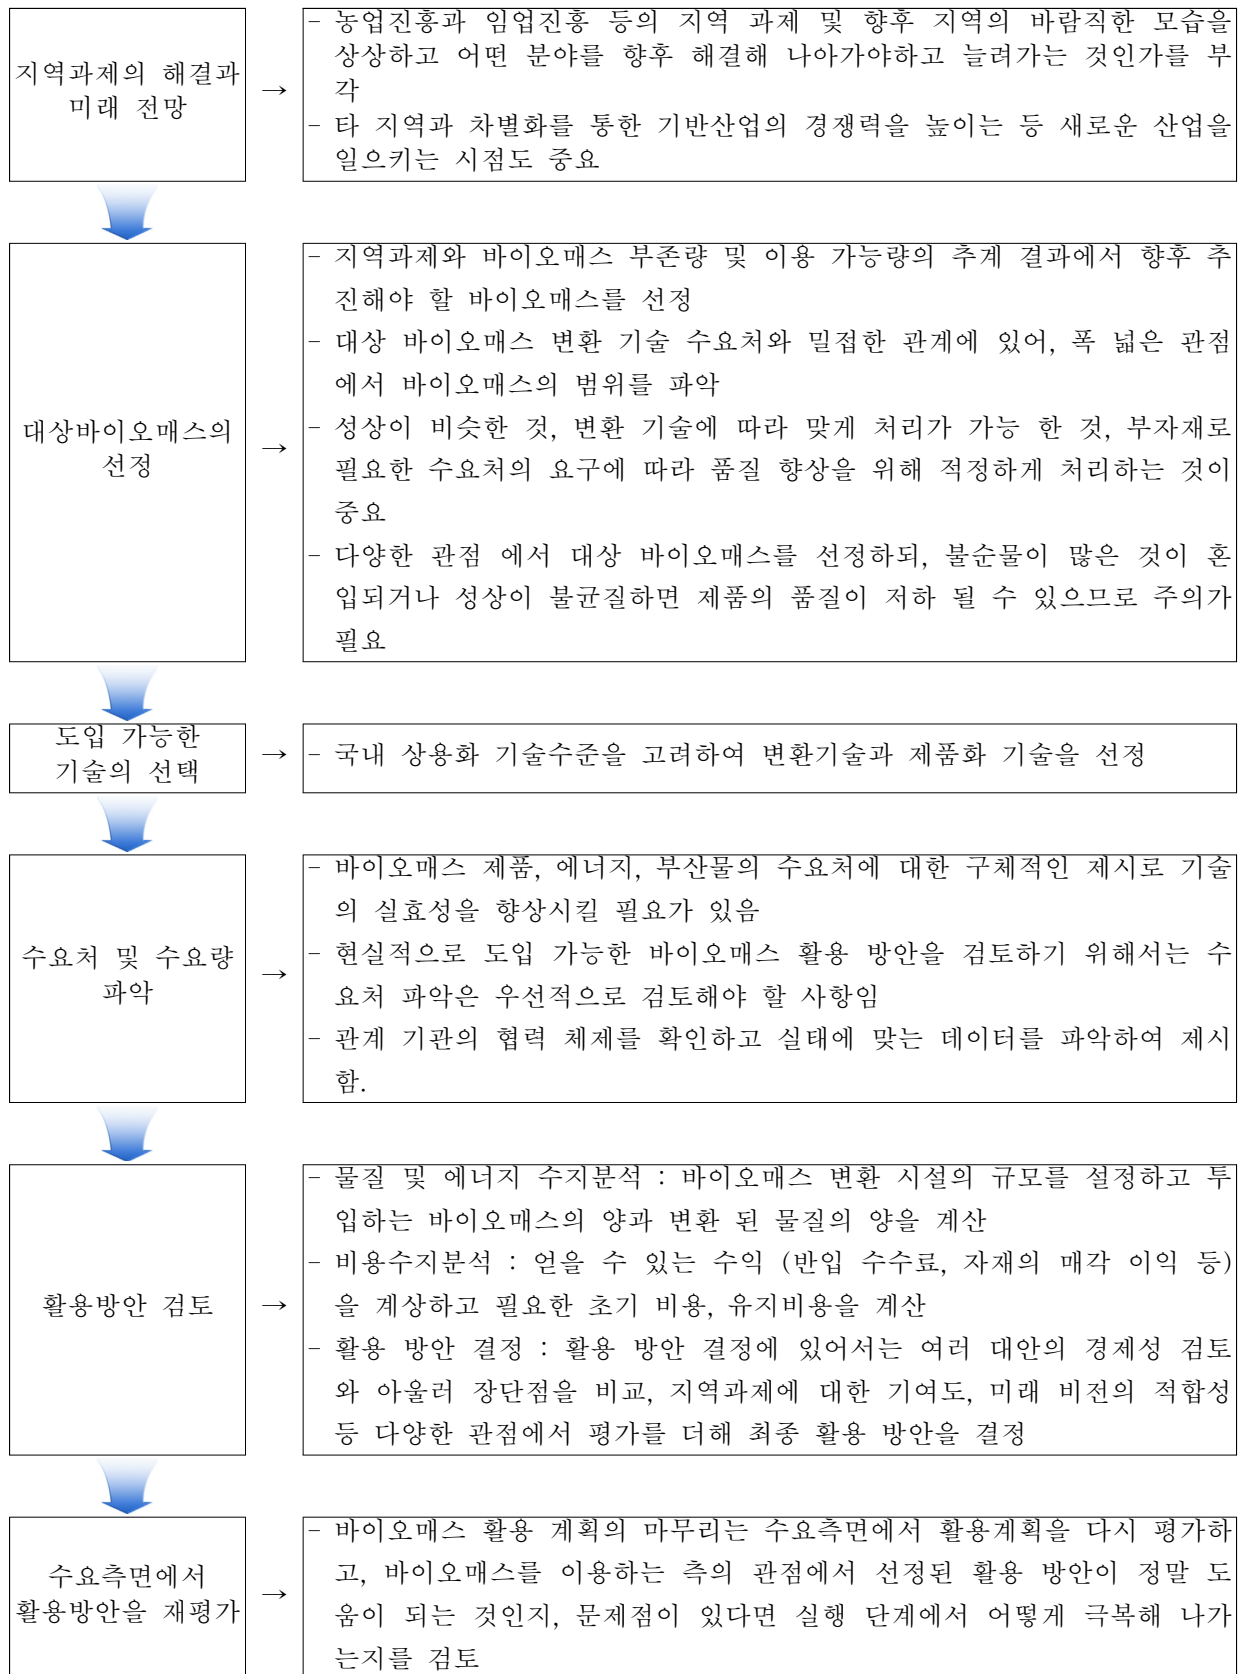 지역과제의 해결과
미래 전망
→
- 농업진흥과 임업진흥 등의 지역 과제 및 향후 지역의 바람직한 모습을
상상하고 어떤 분야를 향후 해결해 나아가야하고 늘려가는 것인가를 부
각
- 타 지역과 차별화를 통한 기반산업의 경쟁력을 높이는 등 새로운 산업을
일으키는 시점도 중요
대상바이오매스의
선정
→
- 지역과제와 바이오매스 부존량 및 이용 가능량의 추계 결과에서 향후 추
진해야 할 바이오매스를 선정
- 대상 바이오매스 변환 기술 수요처와 밀접한 관계에 있어, 폭 넓은 관점
에서 바이오매스의 범위를 파악
- 성상이 비슷한 것, 변환 기술에 따라 맞게 처리가 가능 한 것, 부자재로
필요한 수요처의 요구에 따라 품질 향상을 위해 적정하게 처리하는 것이
중요
- 다양한 관점 에서 대상 바이오매스를 선정하되, 불순물이 많은 것이 혼
입되거나 성상이 불균질하면 제품의 품질이 저하 될 수 있으므로 주의가
필요
도입 가능한
기술의 선택
→
- 국내 상용화 기술수준을 고려하여 변환기술과 제품화 기술을 선정
수요처 및 수요량
파악
→
- 바이오매스 제품, 에너지, 부산물의 수요처에 대한 구체적인 제시로 기술
의 실효성을 향상시킬 필요가 있음
- 현실적으로 도입 가능한 바이오매스 활용 방안을 검토하기 위해서는 수
요처 파악은 우선적으로 검토해야 할 사항임
- 관계 기관의 협력 체제를 확인하고 실태에 맞는 데이터를 파악하여 제시
함.
활용방안 검토
→
- 물질 및 에너지 수지분석 : 바이오매스 변환 시설의 규모를 설정하고 투
입하는 바이오매스의 양과 변환 된 물질의 양을 계산
- 비용수지분석 : 얻을 수 있는 수익 (반입 수수료, 자재의 매각 이익 등)
을 계상하고 필요한 초기 비용, 유지비용을 계산
- 활용 방안 결정 : 활용 방안 결정에 있어서는 여러 대안의 경제성 검토
와 아울러 장단점을 비교, 지역과제에 대한 기여도, 미래 비전의 적합성
등 다양한 관점에서 평가를 더해 최종 활용 방안을 결정
수요측면에서
활용방안을 재평가
→
- 바이오매스 활용 계획의 마무리는 수요측면에서 활용계획을 다시 평가하
고, 바이오매스를 이용하는 측의 관점에서 선정된 활용 방안이 정말 도
움이 되는 것인지, 문제점이 있다면 실행 단계에서 어떻게 극복해 나가
는지를 검토